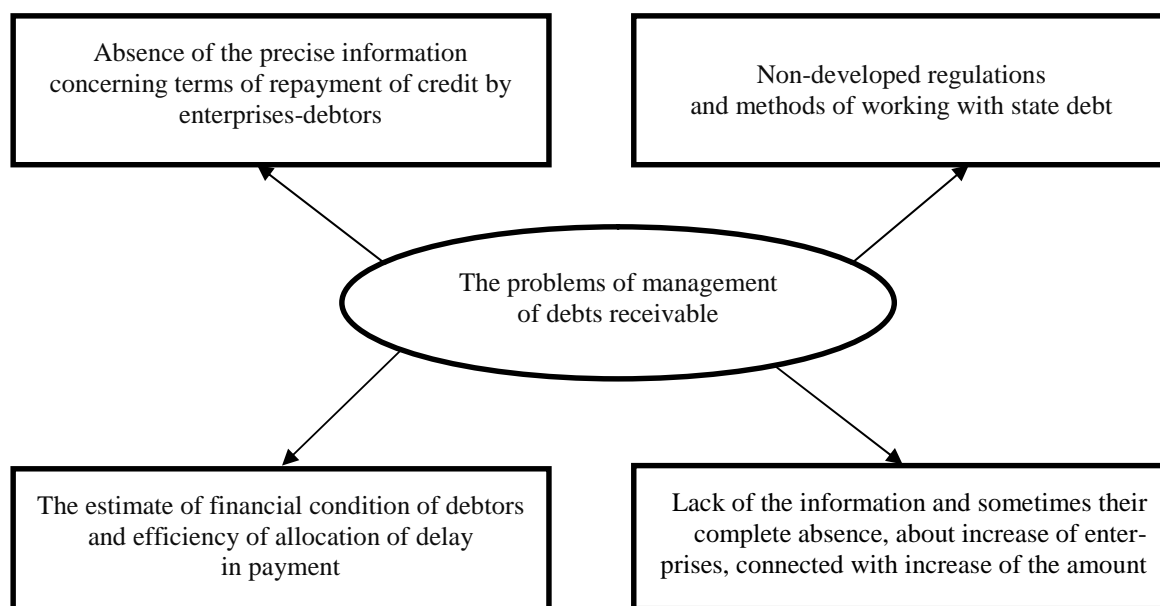 Absence of the precise information
concerning terms of repayment of credit by
enterprises-debtors
Non-developed regulations
and methods of working with state debt
The problems of management
of debts receivable
The estimate of financial condition of debtors
and efficiency of allocation of delay
in payment
Lack of the information and sometimes their
complete absence, about increase of enter-
prises, connected with increase of the amount